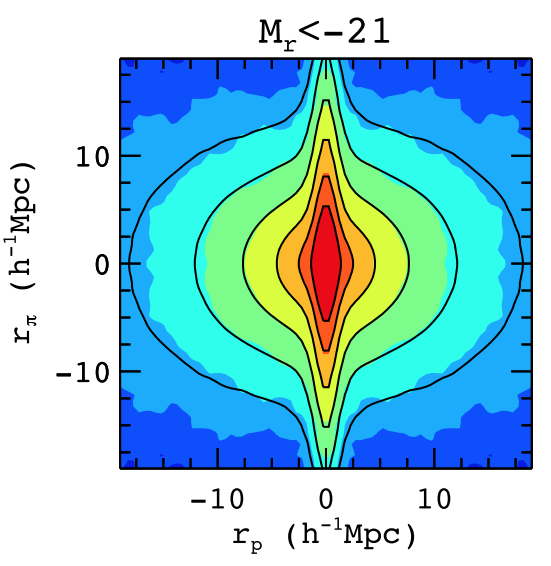 M_r<-21
r_π (h⁻¹Mpc)
10
0
-10
-10 0 10
r_p (h⁻¹Mpc)